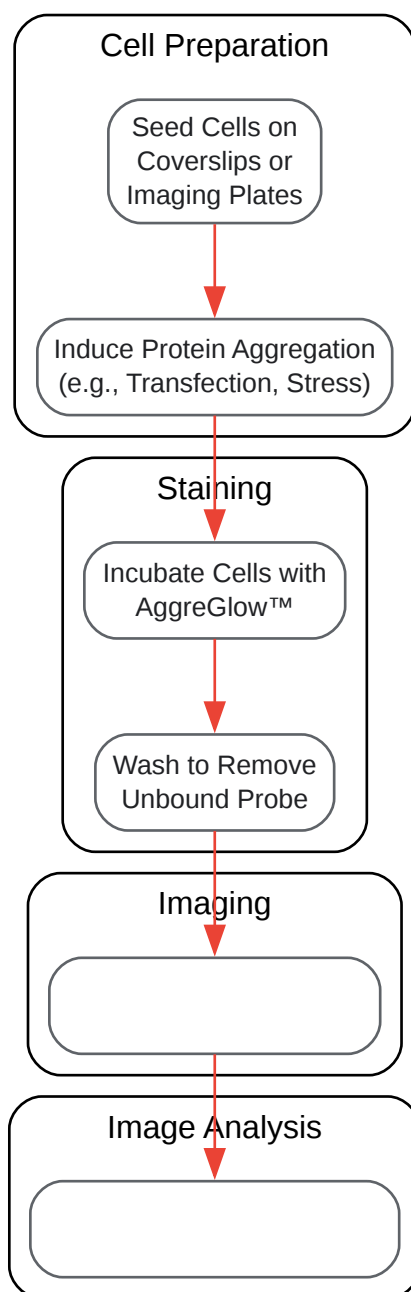 Cell Preparation
Seed Cells on
Coverslips or
Imaging Plates
Induce Protein Aggregation
(e.g., Transfection, Stress)
Staining
Incubate Cells with
AggreGlow™
Wash to Remove
Unbound Probe
Imaging
Image Analysis